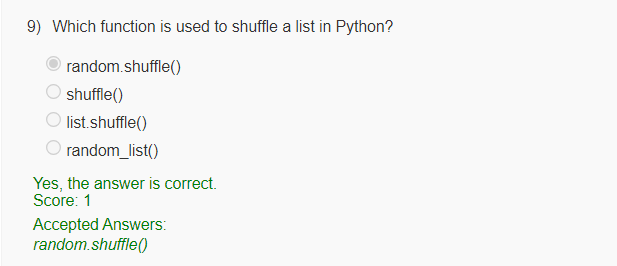 9) Which function is used to shuffle a list in Python?
random.shuffle()
shuffle()
list.shuffle()
random_list()
Yes, the answer is correct.
Score: 1
Accepted Answers:
random.shuffle()